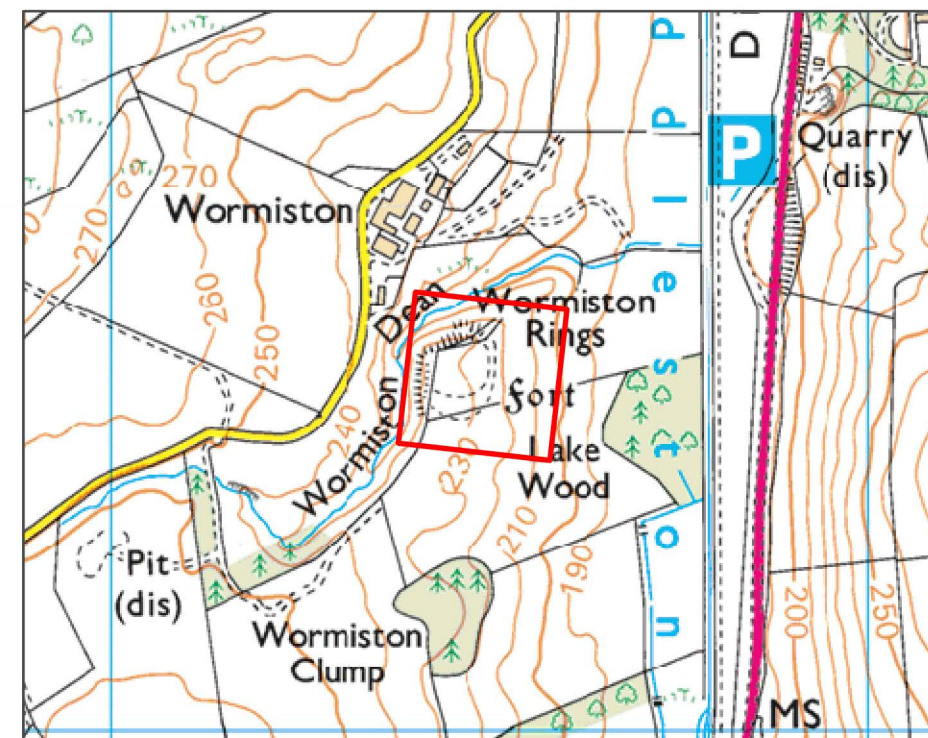 D
P
Quarry
(dis)
270
Wormiston
270
260
250
Dean
Wormiston
Rings
Fort
240
Wormiston
230
Lake
Wood
210
190
Pit
(dis)
Wormiston
Clump
200
250
MS
d
d
l
e
s
t
o
n